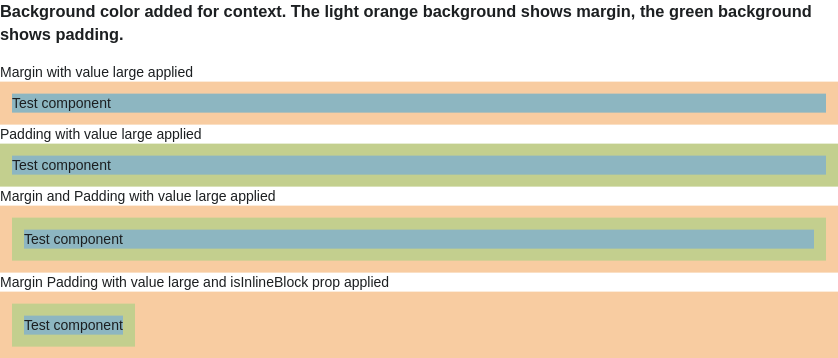 Background color added for context. The light orange background shows margin, the green background
shows padding.
Margin with value large applied
Test component
Padding with value large applied
Test component
Margin and Padding with value large applied
Test component
Margin Padding with value large and isInlineBlock prop applied
Test component